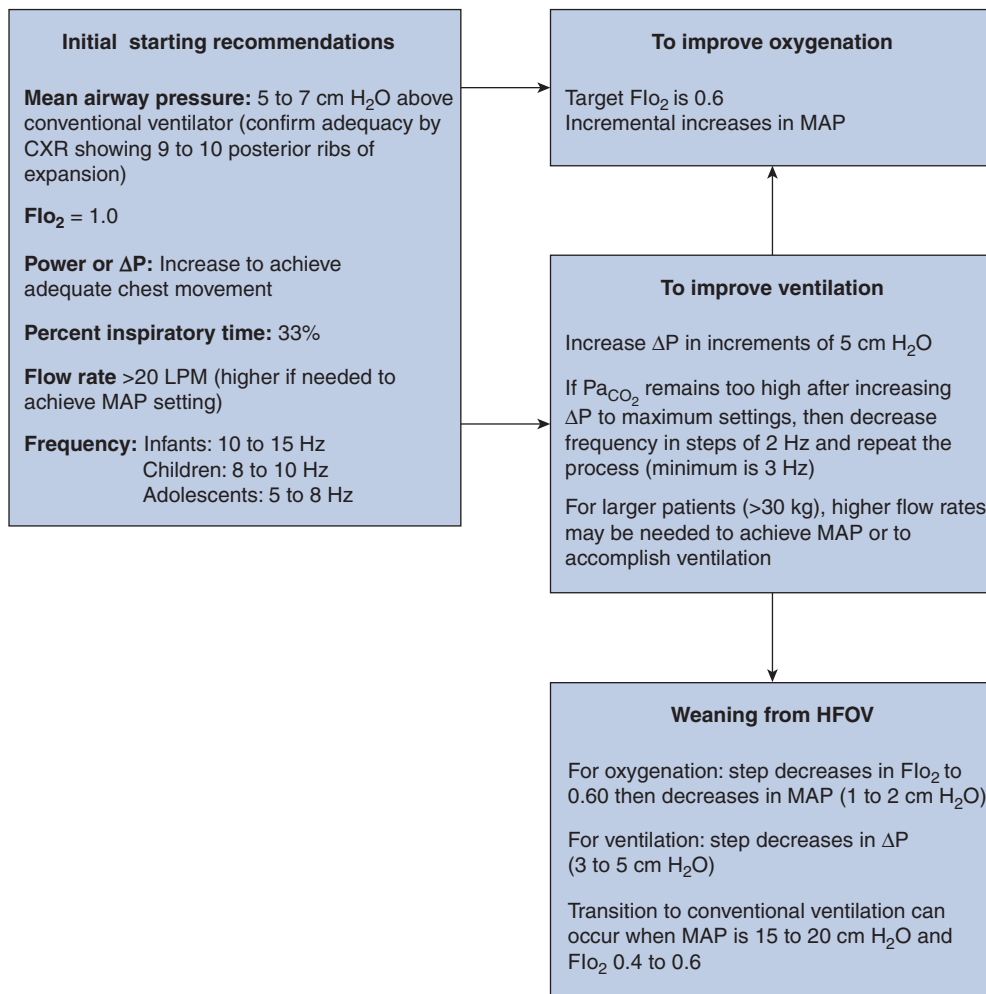 Initial starting recommendations
Mean airway pressure: 5 to 7 cm H₂O above
conventional ventilator (confirm adequacy by
CXR showing 9 to 10 posterior ribs of
expansion)
FIo₂ = 1.0
Power or ΔP: Increase to achieve
adequate chest movement
Percent inspiratory time: 33%
Flow rate >20 LPM (higher if needed to
achieve MAP setting)
Frequency: Infants: 10 to 15 Hz
Children: 8 to 10 Hz
Adolescents: 5 to 8 Hz
To improve oxygenation
Target FIo₂ is 0.6
Incremental increases in MAP
To improve ventilation
Increase ΔP in increments of 5 cm H₂O
If Pa_CO₂ remains too high after increasing
ΔP to maximum settings, then decrease
frequency in steps of 2 Hz and repeat the
process (minimum is 3 Hz)
For larger patients (>30 kg), higher flow rates
may be needed to achieve MAP or to
accomplish ventilation
Weaning from HFOV
For oxygenation: step decreases in FIo₂ to
0.60 then decreases in MAP (1 to 2 cm H₂O)
For ventilation: step decreases in ΔP
(3 to 5 cm H₂O)
Transition to conventional ventilation can
occur when MAP is 15 to 20 cm H₂O and
FIo₂ 0.4 to 0.6